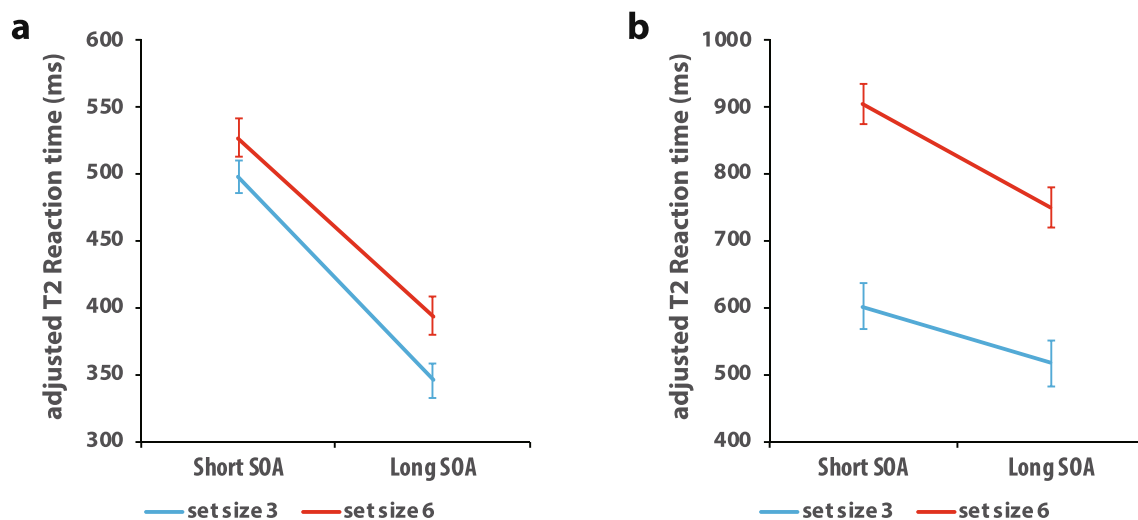 a
adjusted T2 Reaction time (ms)
600
550
500
450
400
350
300
Short SOA
Long SOA
set size 3
set size 6
b
adjusted T2 Reaction time (ms)
1000
900
800
700
600
500
400
Short SOA
Long SOA
set size 3
set size 6